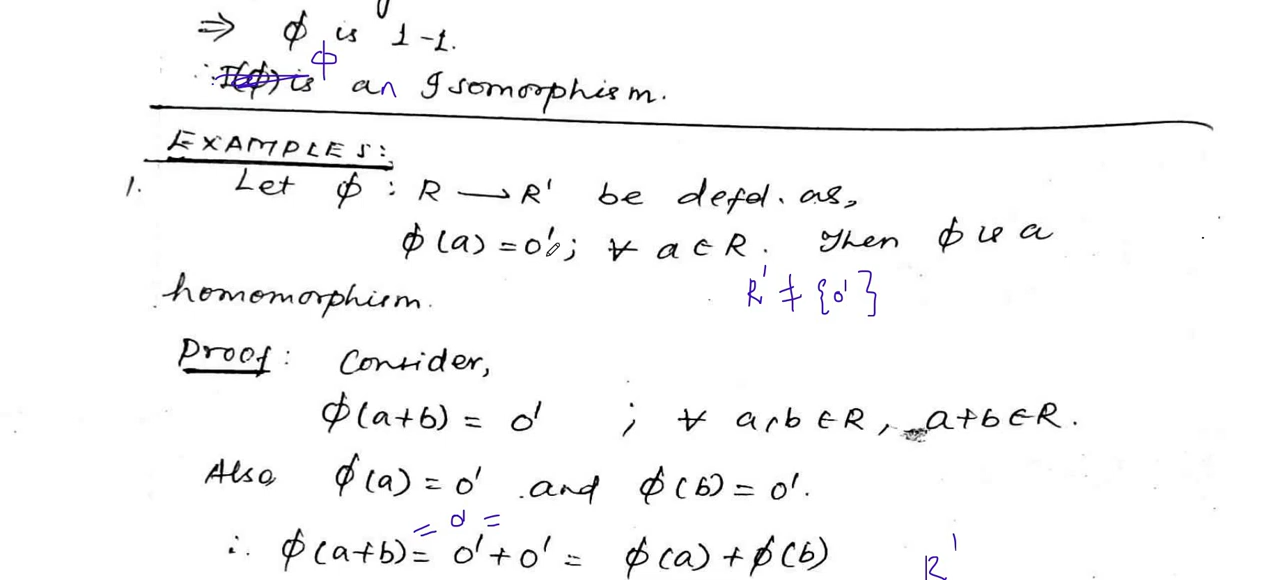 ⇒ ϕ is 1-1.
∴ ϕ an Isomorphism.
EXAMPLES:
1. Let ϕ : R → R' be defd. as,
ϕ(a) = 0'; ∀ a ∈ R. Then ϕ is a
homomorphism. R' ≠ {0'}
Proof: Consider,
ϕ(a+b) = 0' ; ∀ a,b ∈ R, a+b ∈ R.
Also ϕ(a) = 0' and ϕ(b) = 0'.
= 0' =
∴ ϕ(a+b) = 0'+0' = ϕ(a) + ϕ(b) R'